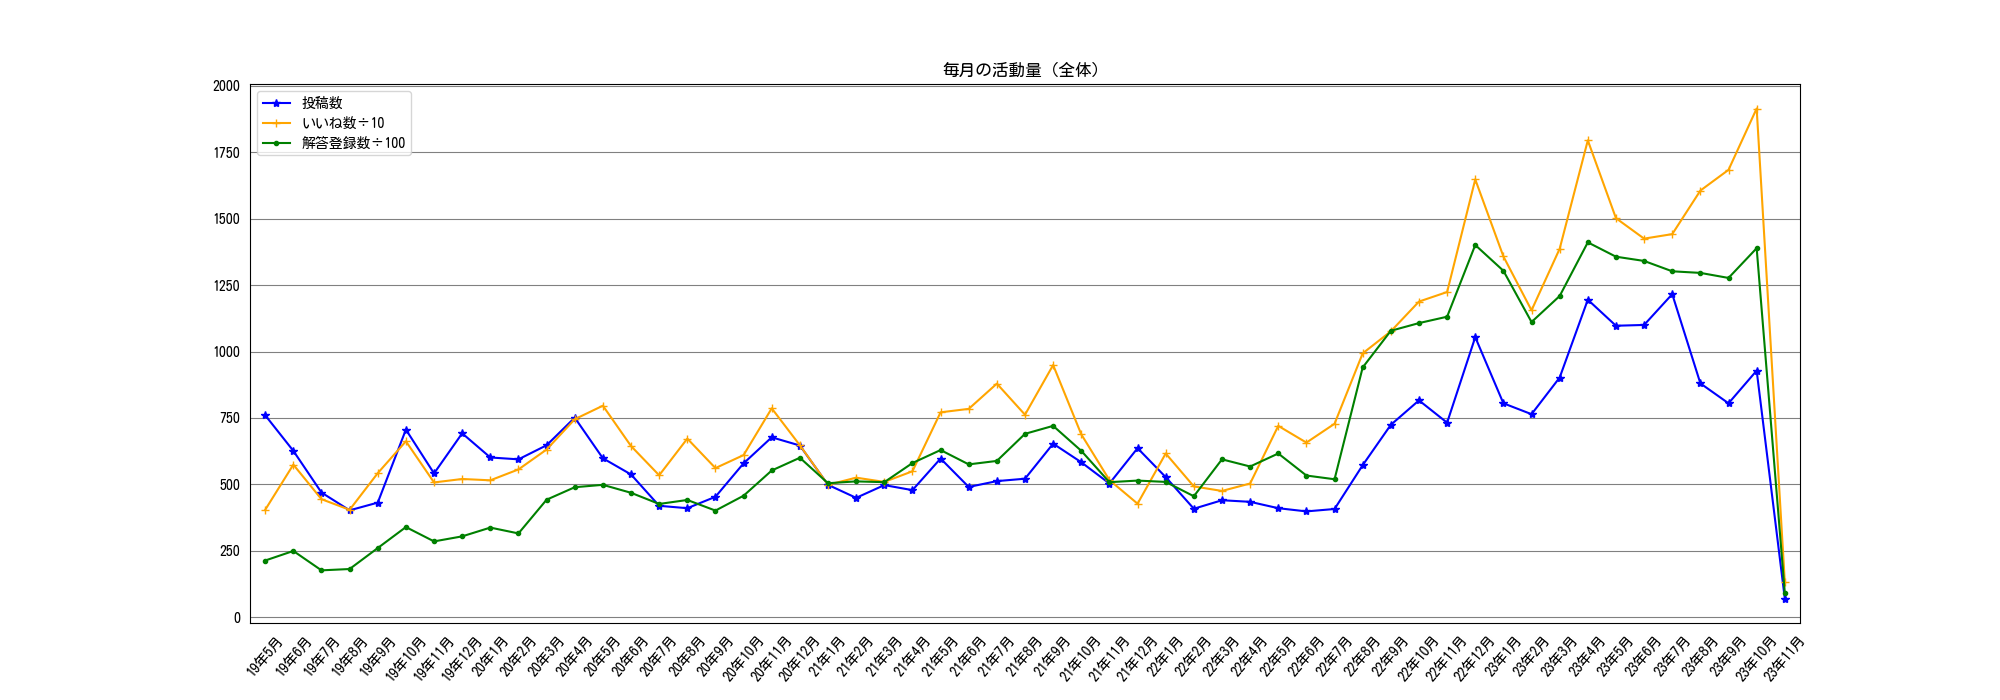 毎月の活動量（全体）
2000
1750
1500
1250
1000
750
500
250
0
投稿数
いいね数÷10
解答登録数÷100
19年5月
19年6月
19年7月
19年8月
19年9月
19年10月
19年11月
19年12月
20年1月
20年2月
20年3月
20年4月
20年5月
20年6月
20年7月
20年8月
20年9月
20年10月
20年11月
20年12月
21年1月
21年2月
21年3月
21年4月
21年5月
21年6月
21年7月
21年8月
21年9月
21年10月
21年11月
21年12月
22年1月
22年2月
22年3月
22年4月
22年5月
22年6月
22年7月
22年8月
22年9月
22年10月
22年11月
22年12月
23年1月
23年2月
23年3月
23年4月
23年5月
23年6月
23年7月
23年8月
23年9月
23年10月
23年11月